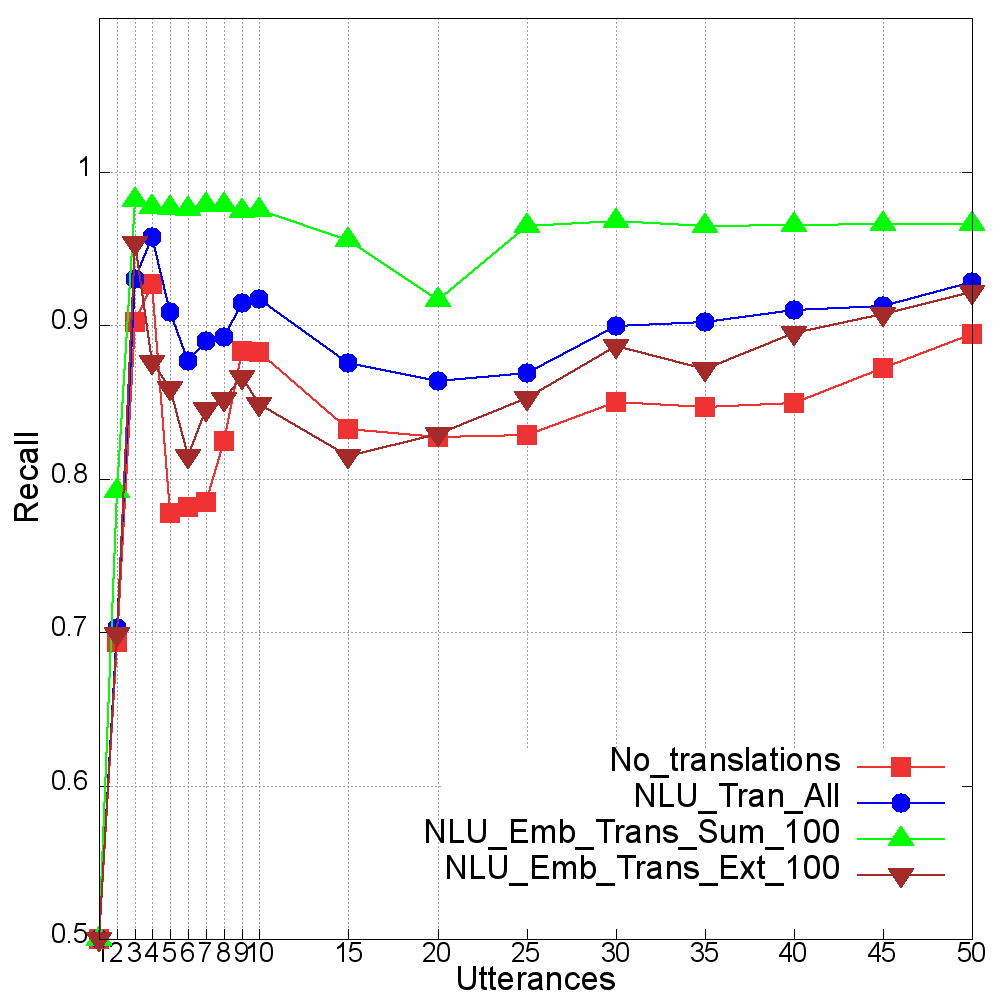 1
0.9
0.8
0.7
0.6
0.5
Recall
No_translations
NLU_Tran_All
NLU_Emb_Trans_Sum_100
NLU_Emb_Trans_Ext_100
1 2 3 4 5 6 7 8 9 10 15 20 25 30 35 40 45 50
Utterances